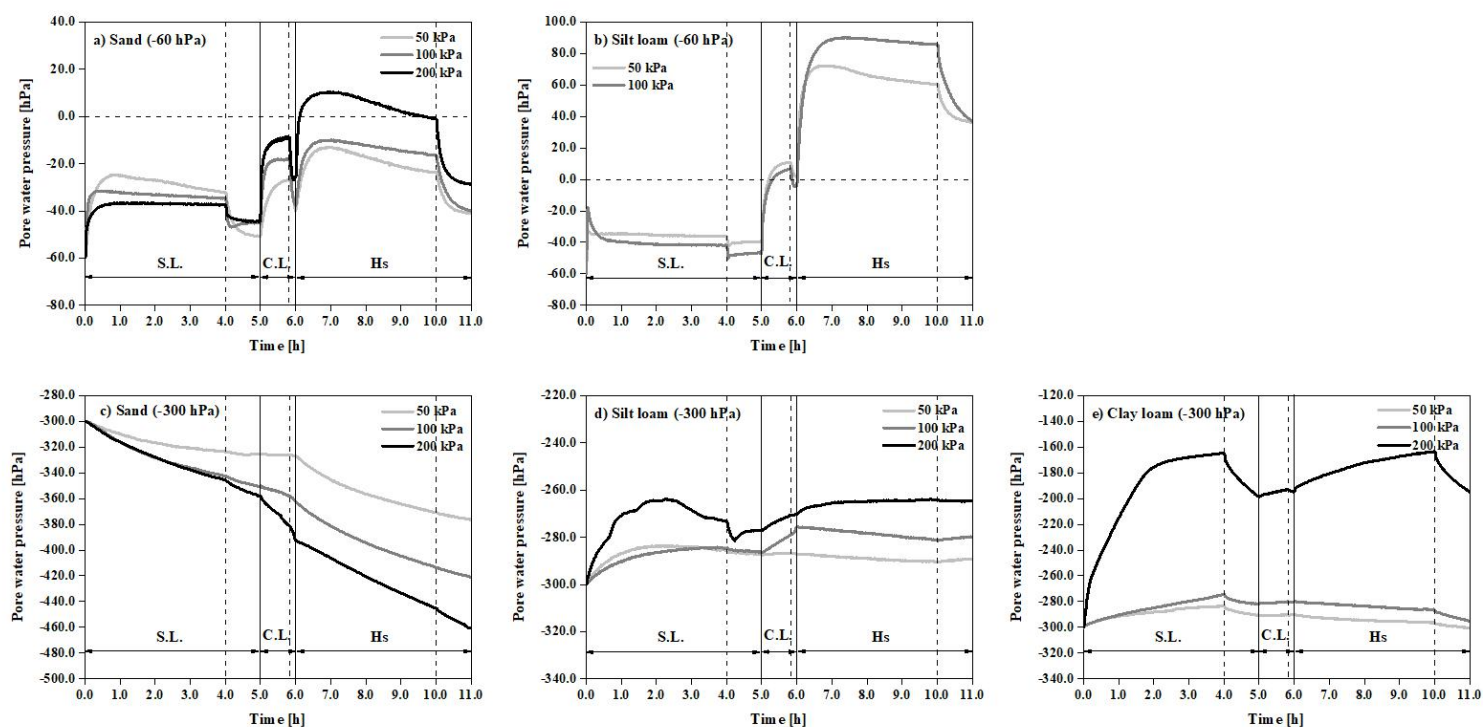 a) Sand (-60 hPa)
50 kPa
100 kPa
200 kPa
Pore water pressure [hPa]
40.0
20.0
0.0
-20.0
-40.0
-60.0
-80.0
S.L.
C.L.
Hs
0.0 1.0 2.0 3.0 4.0 5.0 6.0 7.0 8.0 9.0 10.0 11.0
Time [h]
b) Silt loam (-60 hPa)
50 kPa
100 kPa
Pore water pressure [hPa]
-100.0
80.0
60.0
40.0
20.0
0.0
-20.0
-40.0
-60.0
-80.0
S.L.
C.L.
Hs
0.0 1.0 2.0 3.0 4.0 5.0 6.0 7.0 8.0 9.0 10.0 11.0
Time [h]
c) Sand (-300 hPa)
50 kPa
100 kPa
200 kPa
Pore water pressure [hPa]
-280.0
-300.0
-320.0
-340.0
-360.0
-380.0
-400.0
-420.0
-440.0
-460.0
-480.0
-500.0
S.L.
C.L.
Hs
0.0 1.0 2.0 3.0 4.0 5.0 6.0 7.0 8.0 9.0 10.0 11.0
Time [h]
d) Silt loam (-300 hPa)
50 kPa
100 kPa
200 kPa
Pore water pressure [hPa]
-220.0
-240.0
-260.0
-280.0
-300.0
-320.0
-340.0
S.L.
C.L.
Hs
0.0 1.0 2.0 3.0 4.0 5.0 6.0 7.0 8.0 9.0 10.0 11.0
Time [h]
e) Clay loam (-300 hPa)
50 kPa
100 kPa
200 kPa
Pore water pressure [hPa]
-120.0
-140.0
-160.0
-180.0
-200.0
-220.0
-240.0
-260.0
-280.0
-300.0
-320.0
-340.0
S.L.
C.L.
Hs
0.0 1.0 2.0 3.0 4.0 5.0 6.0 7.0 8.0 9.0 10.0 11.0
Time [h]